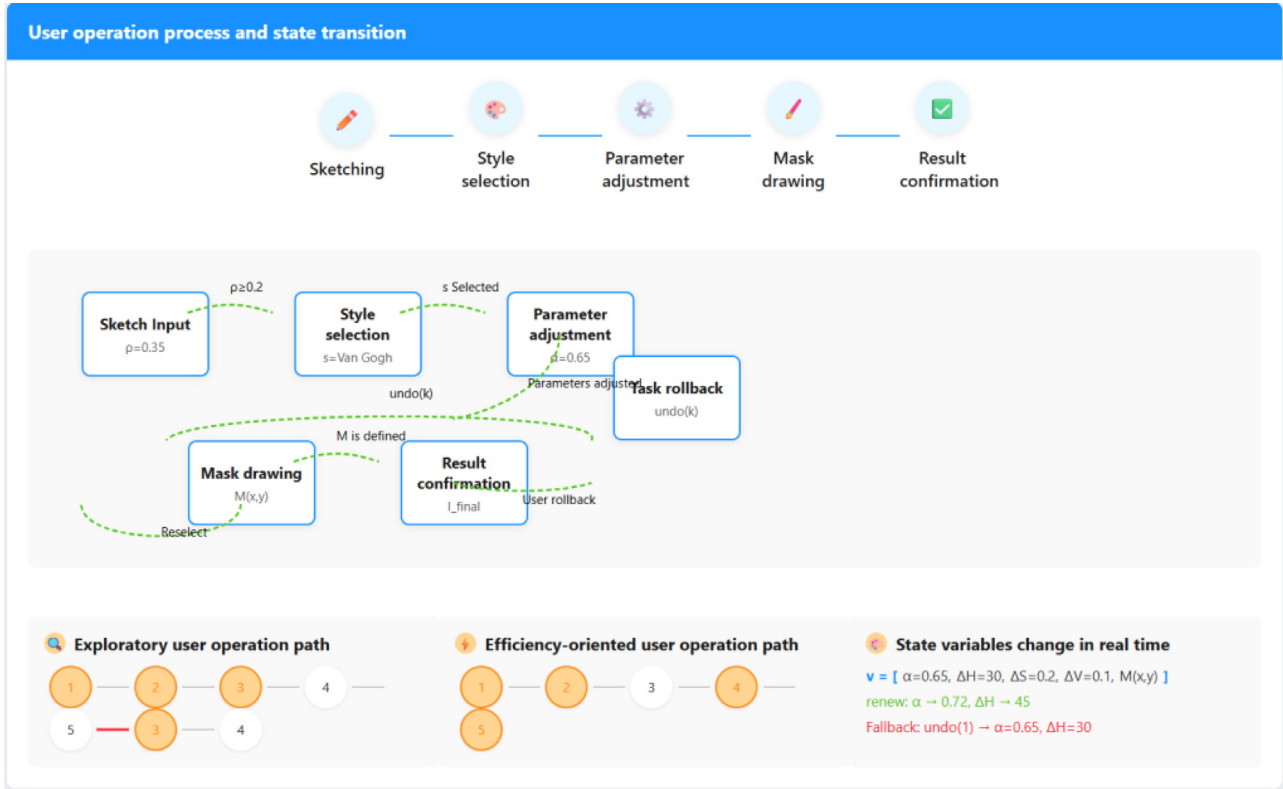 User operation process and state transition
Sketching
Style
selection
Parameter
adjustment
Mask
drawing
Result
confirmation
ρ≥0.2
s Selected
Sketch Input
ρ=0.35
Style
selection
s=Van Gogh
Parameter
adjustment
α=0.65
Parameters adjusted
Task rollback
undo(k)
undo(k)
M is defined
Mask drawing
M(x,y)
Result
confirmation
I_final
User rollback
Reselect
Exploratory user operation path
1
2
3
4
5
3
4
Efficiency-oriented user operation path
1
2
3
4
5
State variables change in real time
v = [ α=0.65, ΔH=30, ΔS=0.2, ΔV=0.1, M(x,y) ]
renew: α → 0.72, ΔH → 45
Fallback: undo(1) → α=0.65, ΔH=30